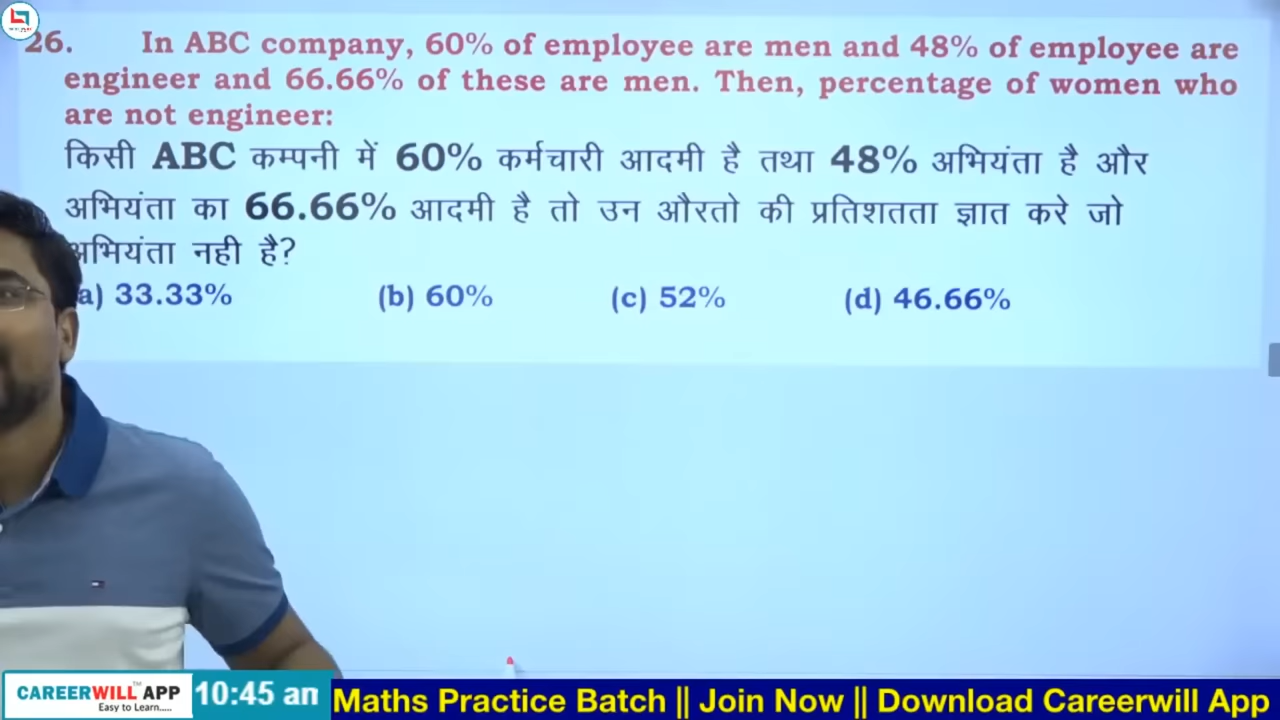 26. In ABC company, 60% of employee are men and 48% of employee are
engineer and 66.66% of these are men. Then, percentage of women who
are not engineer:
किसी ABC कम्पनी में 60% कर्मचारी आदमी है तथा 48% अभियंता है और
अभियंता का 66.66% आदमी है तो उन औरतो की प्रतिशतता ज्ञात करे जो
अभियंता नही है?
a) 33.33% (b) 60% (c) 52% (d) 46.66%
CAREERWILL APP
Easy to Learn.....
10:45 an
Maths Practice Batch || Join Now || Download Careerwill App